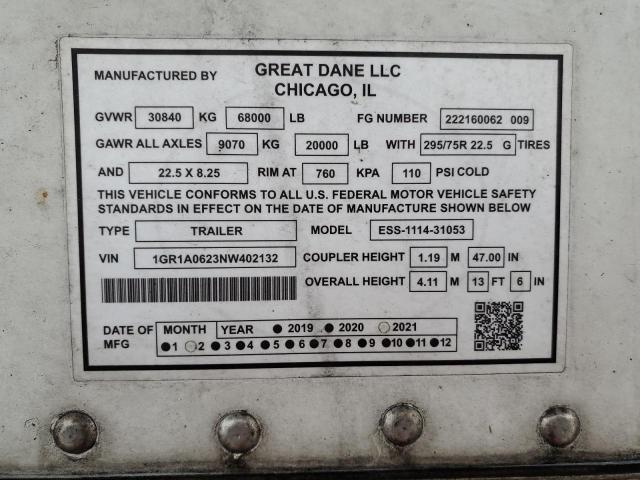 MANUFACTURED BY GREAT DANE LLC
CHICAGO, IL
GVWR 30840 KG 68000 LB FG NUMBER 222160062 009
GAWR ALL AXLES 9070 KG 20000 LB WITH 295/75R 22.5 G TIRES
AND 22.5 X 8.25 RIM AT 760 KPA 110 PSI COLD
THIS VEHICLE CONFORMS TO ALL U.S. FEDERAL MOTOR VEHICLE SAFETY
STANDARDS IN EFFECT ON THE DATE OF MANUFACTURE SHOWN BELOW
TYPE TRAILER MODEL ESS-1114-31053
VIN 1GR1A0623NW402132 COUPLER HEIGHT 1.19 M 47.00 IN
OVERALL HEIGHT 4.11 M 13 FT 6 IN
DATE OF MFG MONTH YEAR 2019 2020 2021
1 2 3 4 5 6 7 8 9 10 11 12